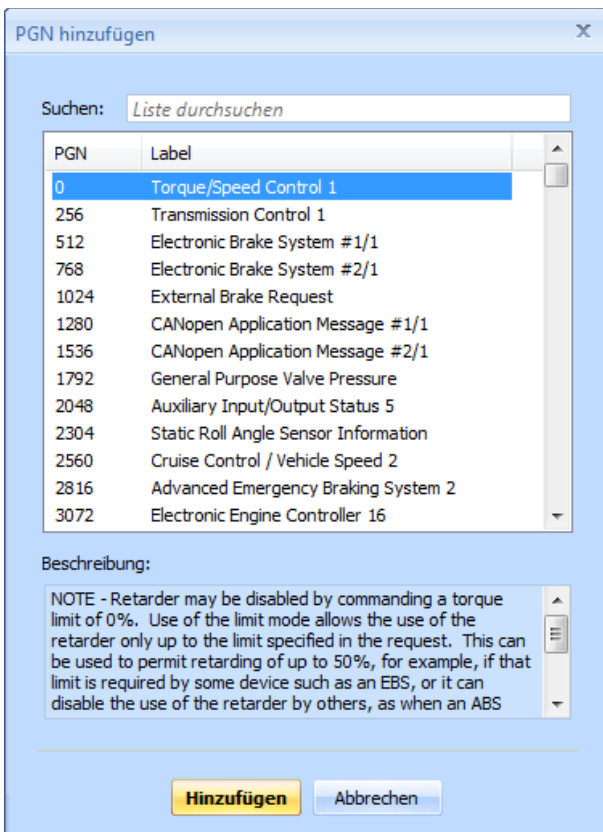 PGN hinzufügen
Suchen: Liste durchsuchen
PGN Label
0 Torque/Speed Control 1
256 Transmission Control 1
512 Electronic Brake System #1/1
768 Electronic Brake System #2/1
1024 External Brake Request
1280 CANopen Application Message #1/1
1536 CANopen Application Message #2/1
1792 General Purpose Valve Pressure
2048 Auxiliary Input/Output Status 5
2304 Static Roll Angle Sensor Information
2560 Cruise Control / Vehicle Speed 2
2816 Advanced Emergency Braking System 2
3072 Electronic Engine Controller 16
Beschreibung:
NOTE - Retarder may be disabled by commanding a torque
limit of 0%. Use of the limit mode allows the use of the
retarder only up to the limit specified in the request. This can
be used to permit retarding of up to 50%, for example, if that
limit is required by some device such as an EBS, or it can
disable the use of the retarder by others, as when an ABS
Hinzufügen Abbrechen